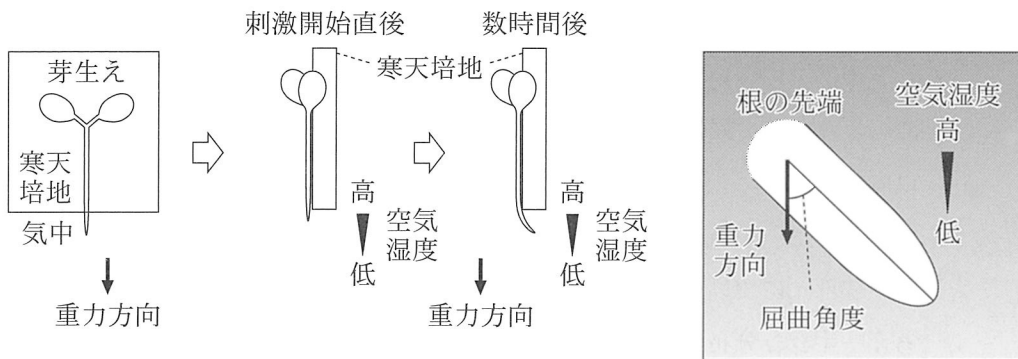 芽生え
寒天
培地
気中
重力方向
刺激開始直後
寒天培地
高
空気
湿度
低
数時間後
高
空気
湿度
低
重力方向
根の先端
空気湿度
高
低
重力
方向
屈曲角度